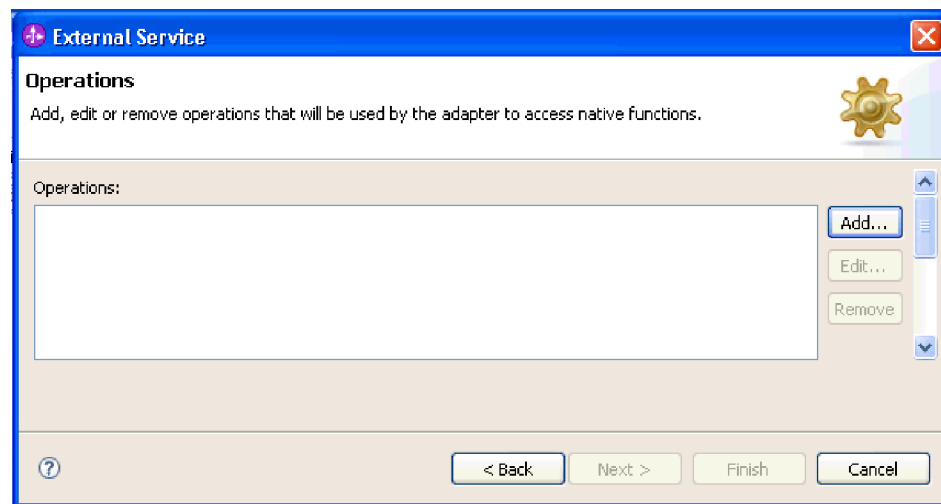 External Service
Operations
Add, edit or remove operations that will be used by the adapter to access native functions.
Operations:
Add...
Edit...
Remove
?
< Back
Next >
Finish
Cancel